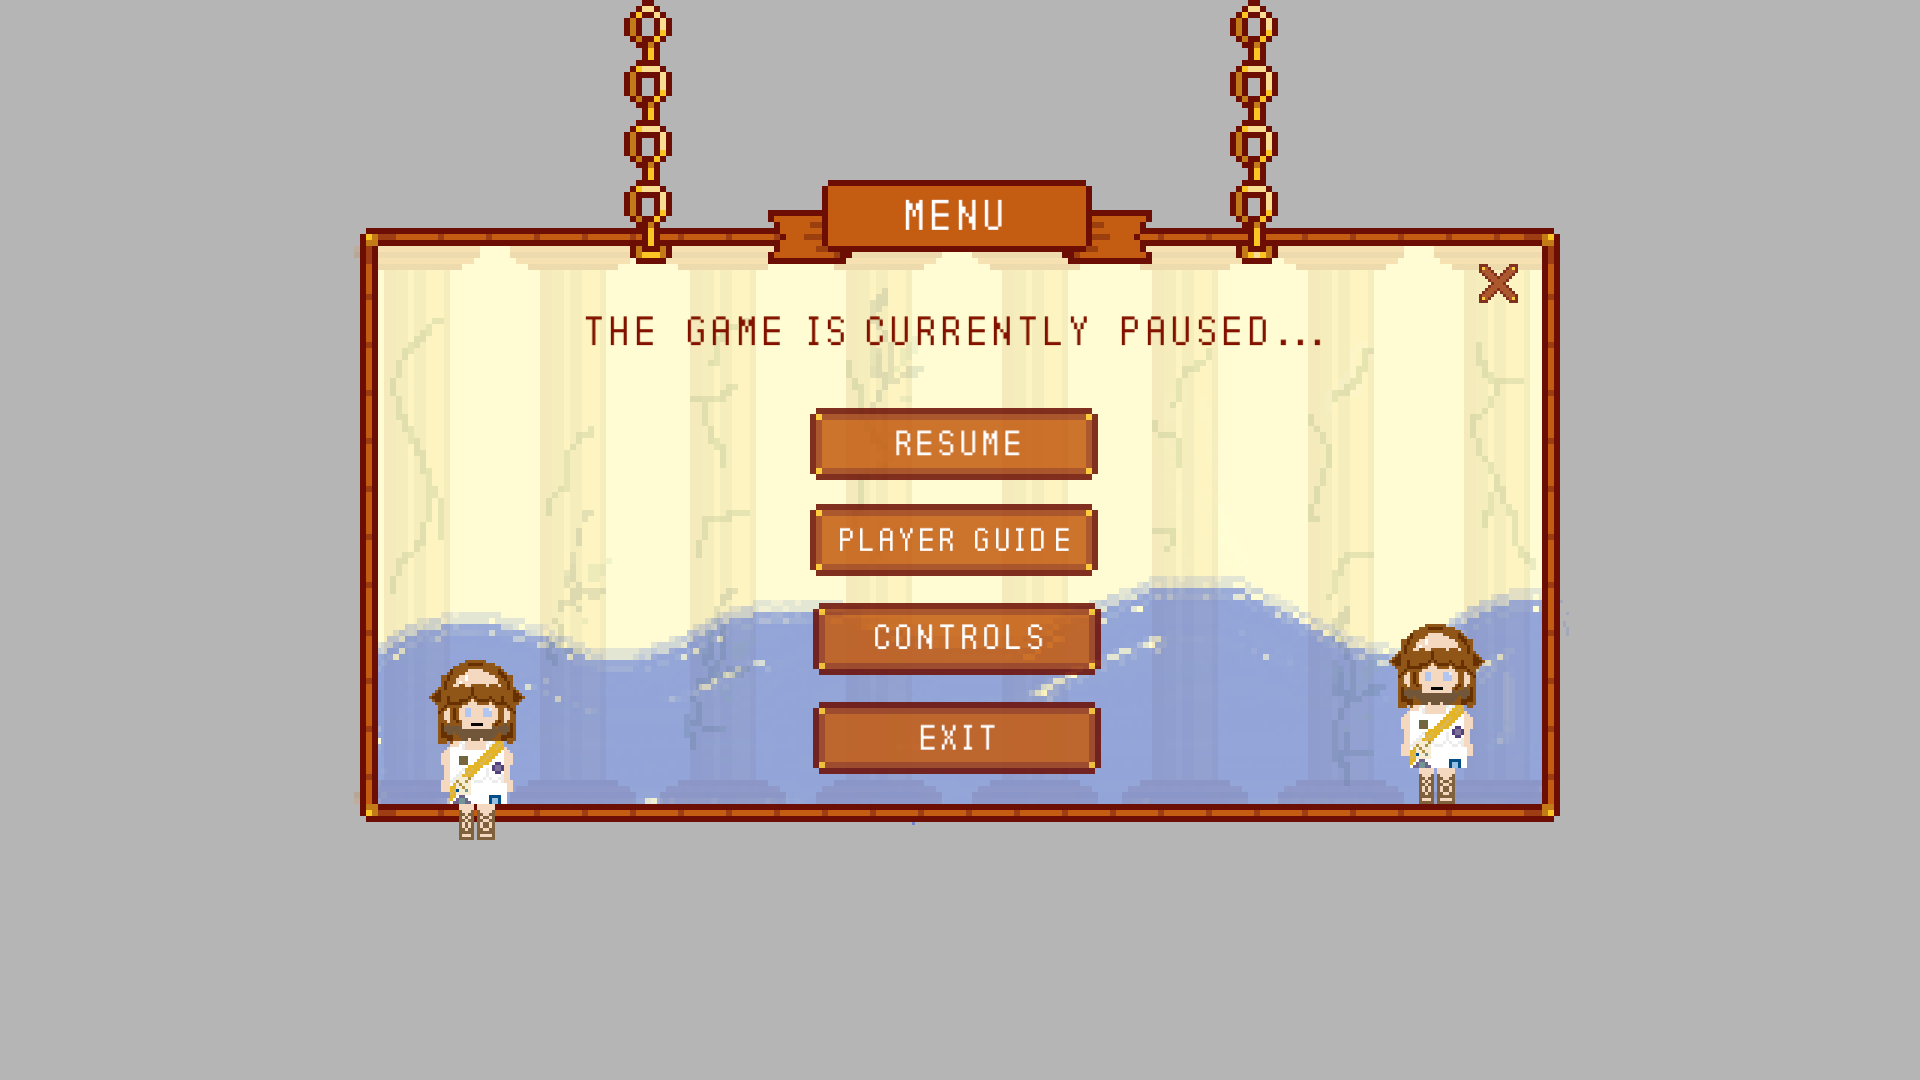 MENU
THE GAME IS CURRENTLY PAUSED...
RESUME
PLAYER GUIDE
CONTROLS
EXIT